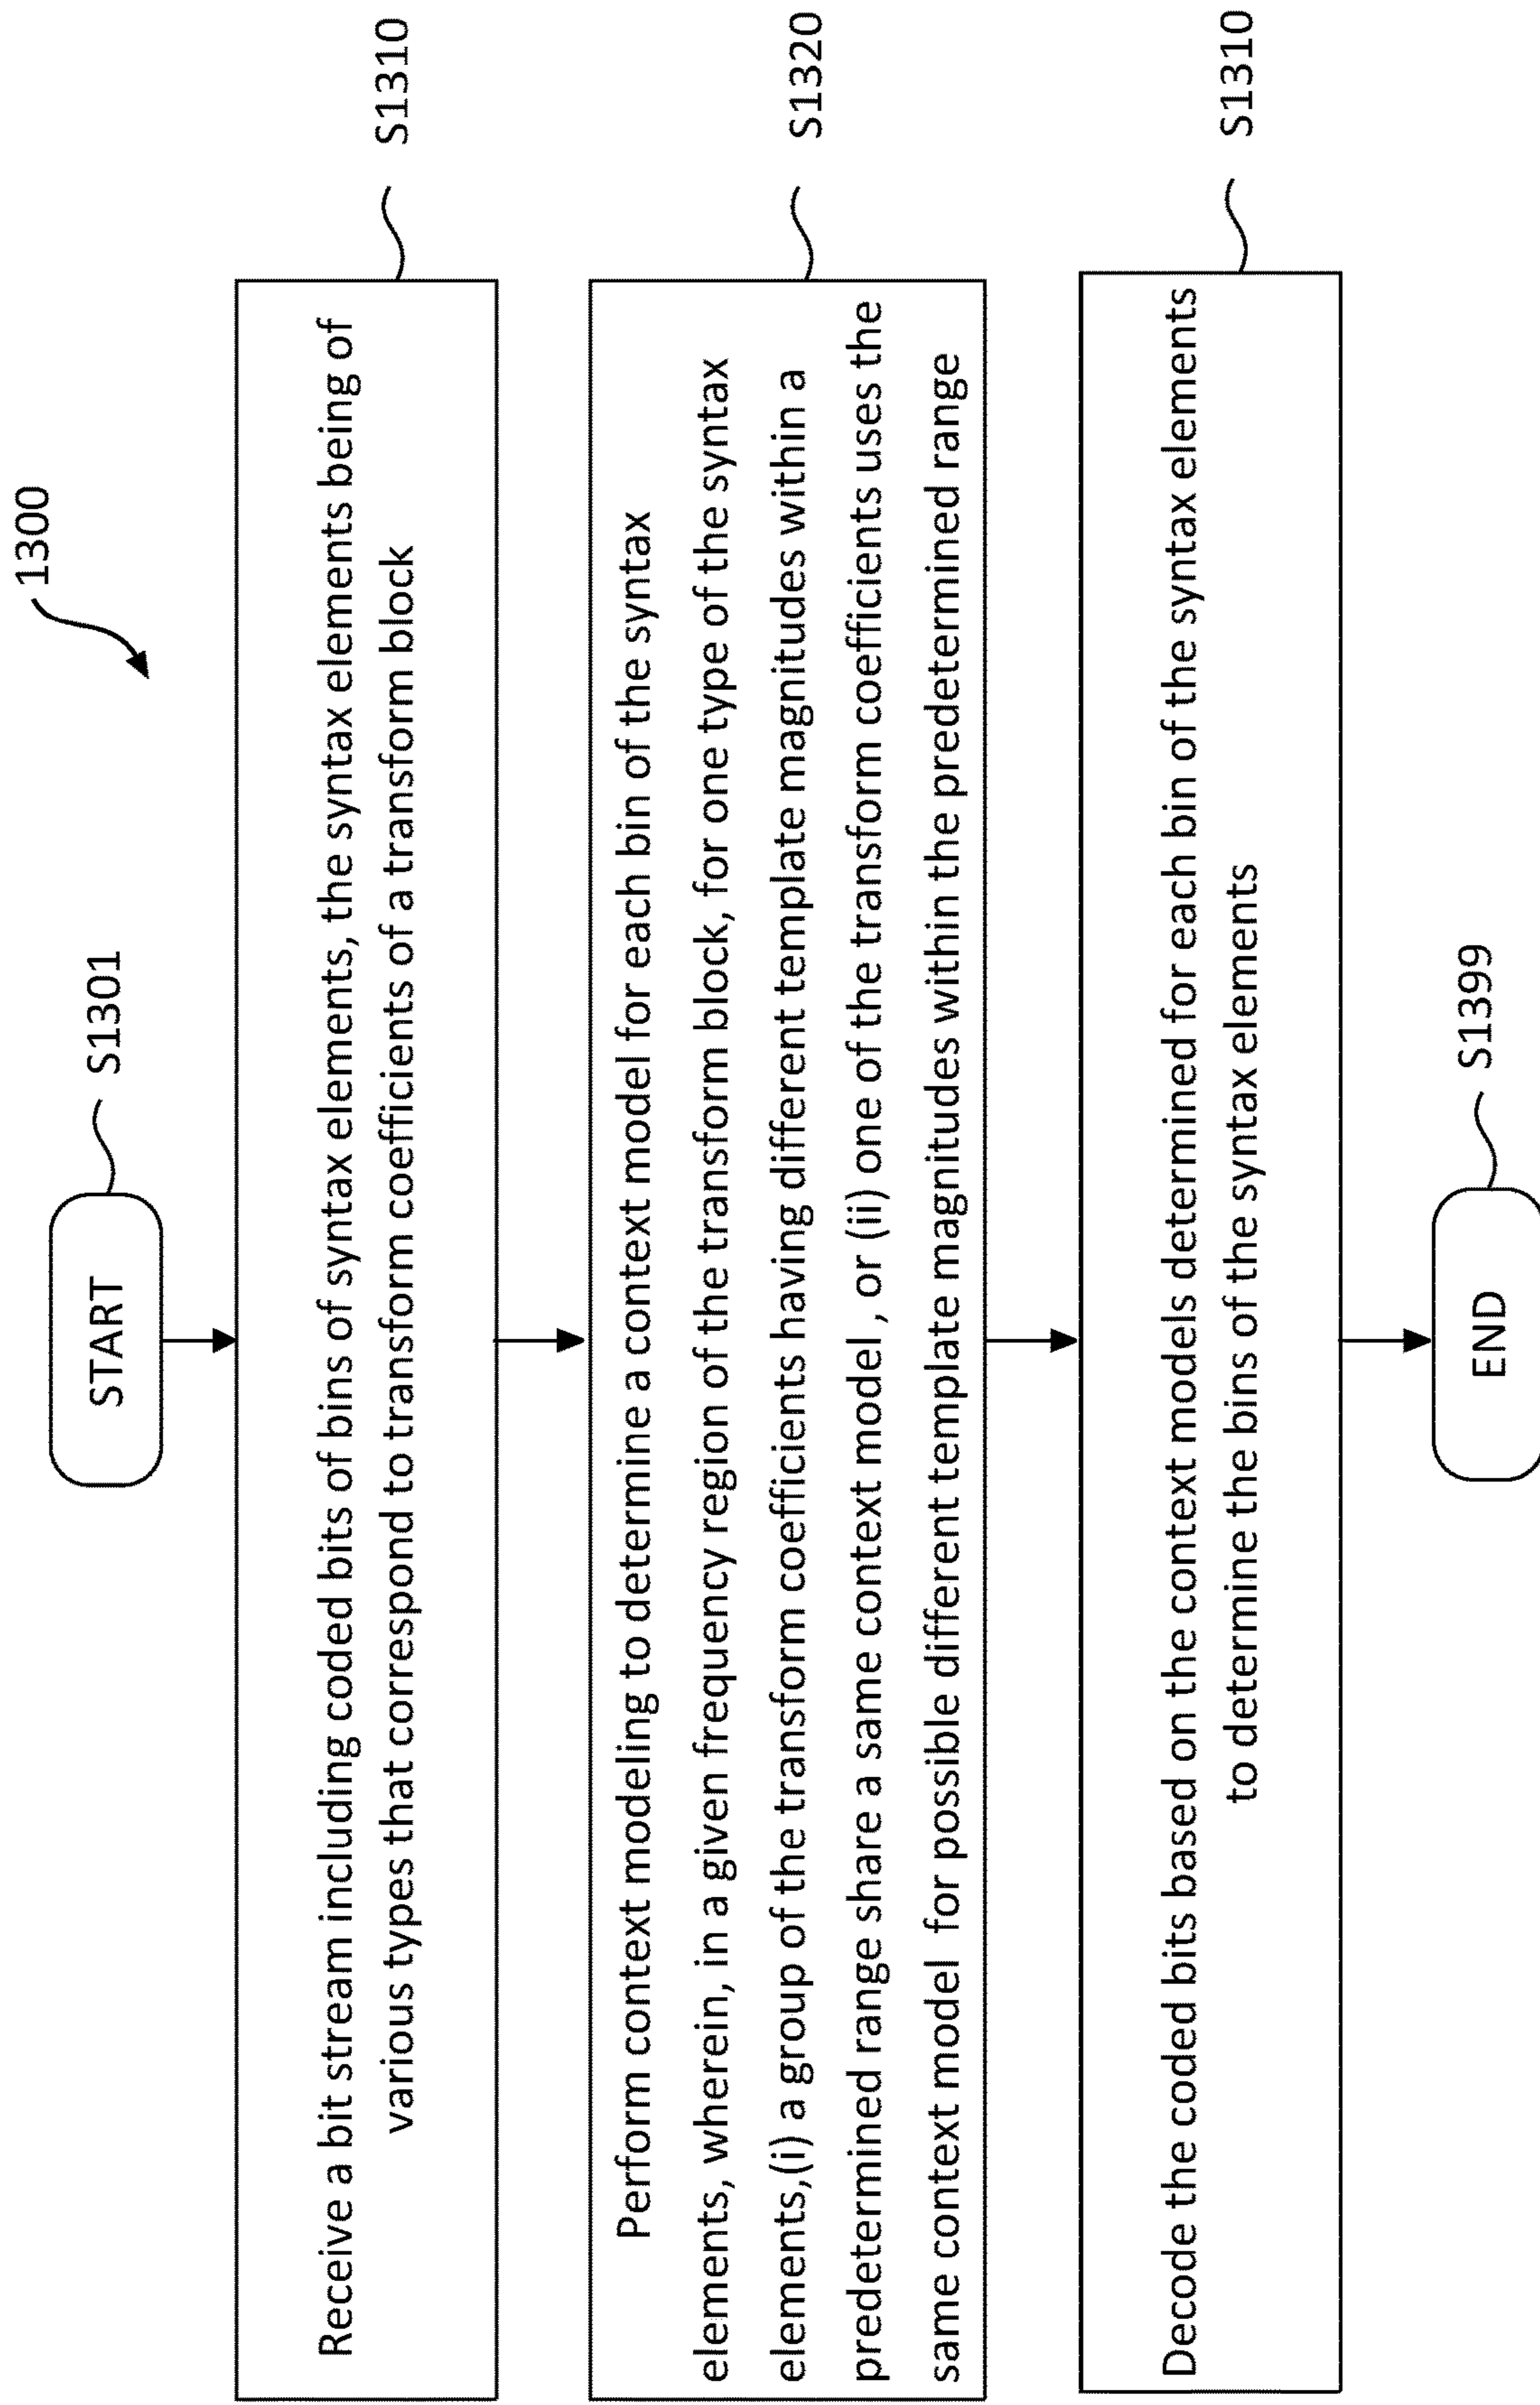 1300
START
S1301
Receive a bit stream including coded bits of bins of syntax elements, the syntax elements being of
various types that correspond to transform coefficients of a transform block
S1310
Perform context modeling to determine a context model for each bin of the syntax
elements, wherein, in a given frequency region of the transform block, for one type of the syntax
elements,(i) a group of the transform coefficients having different template magnitudes within a
predetermined range share a same context model , or (ii) one of the transform coefficients uses the
same context model  for possible different template magnitudes within the predetermined range
S1320
Decode the coded bits based on the context models determined for each bin of the syntax elements
to determine the bins of the syntax elements
S1310
END
S1399